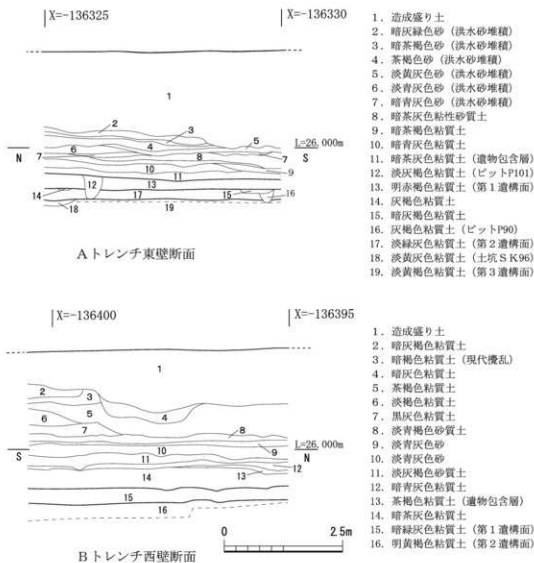 X=-136325
X=-136330
1
2
3
4
5
6
7
8
7
L=26,000m
N
S
9
10
11
12
13
14
15
16
17
18
19
Aトレンチ東壁断面
1．造成盛り土
2．暗灰緑色砂（洪水砂堆積）
3．暗茶褐色砂（洪水砂堆積）
4．茶褐色砂（洪水砂堆積）
5．淡黄灰色砂（洪水砂堆積）
6．淡青灰色砂（洪水砂堆積）
7．暗青灰色砂（洪水砂堆積）
8．暗茶灰色粘性砂質土
9．暗茶褐色粘質土
10．暗青灰色粘質土
11．暗茶灰色粘質土（遺物包含層）
12．淡灰褐色粘質土（ピットP101）
13．明赤褐色粘質土（第１遺構面）
14．灰褐色粘質土
15．暗灰褐色粘質土
16．灰褐色粘質土（ピットP90）
17．淡緑灰色粘質土（第２遺構面）
18．淡黄灰色粘質土（土坑ＳＫ96）
19．淡黄褐色粘質土（第３遺構面）
X=-136400
X=-136395
1
2
3
4
5
6
7
8
9
L=26,000m
S
N
10
11
12
13
14
15
16
0
2.5m
Bトレンチ西壁断面
1．造成盛り土
2．暗灰褐色粘質土
3．暗褐色粘質土（現代攪乱）
4．暗灰色粘質土
5．茶褐色粘質土
6．淡褐色粘質土
7．黒灰色粘質土
8．淡青褐色砂質土
9．淡青灰色砂
10．淡青灰色砂
11．淡灰褐色砂質土
12．暗青灰色粘質土
13．茶褐色粘質土（遺物包含層）
14．暗茶灰色粘質土
15．暗緑灰色粘質土（第１遺構面）
16．明黄褐色粘質土（第２遺構面）